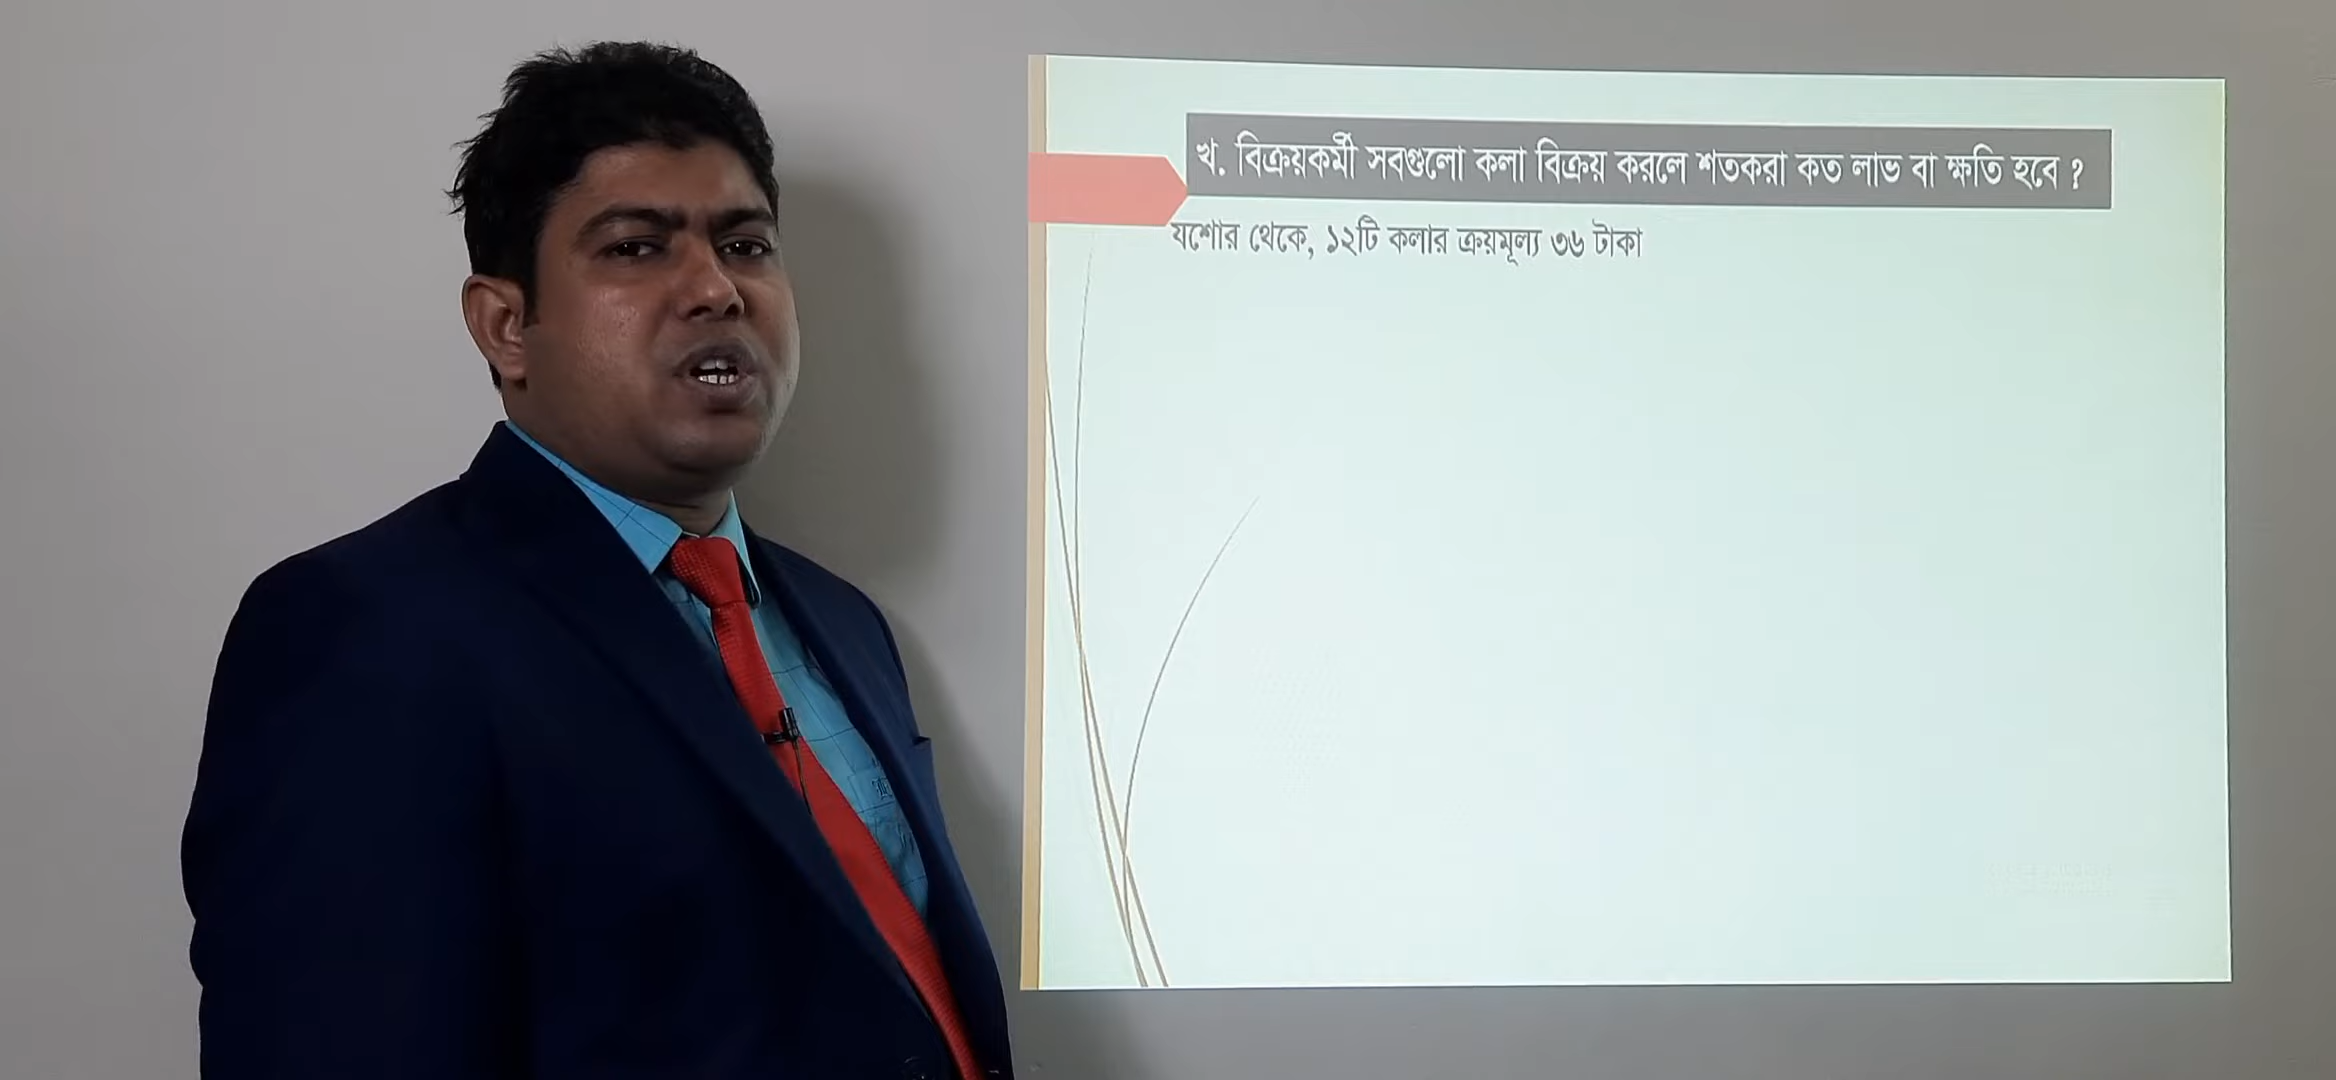 খ. বিক্রয়কর্মী সবগুলো কলা বিক্রয় করলে শতকরা কত লাভ বা ক্ষতি হবে ?
যশোর থেকে, ১২টি কলার ক্রয়মূল্য ৩৬ টাকা